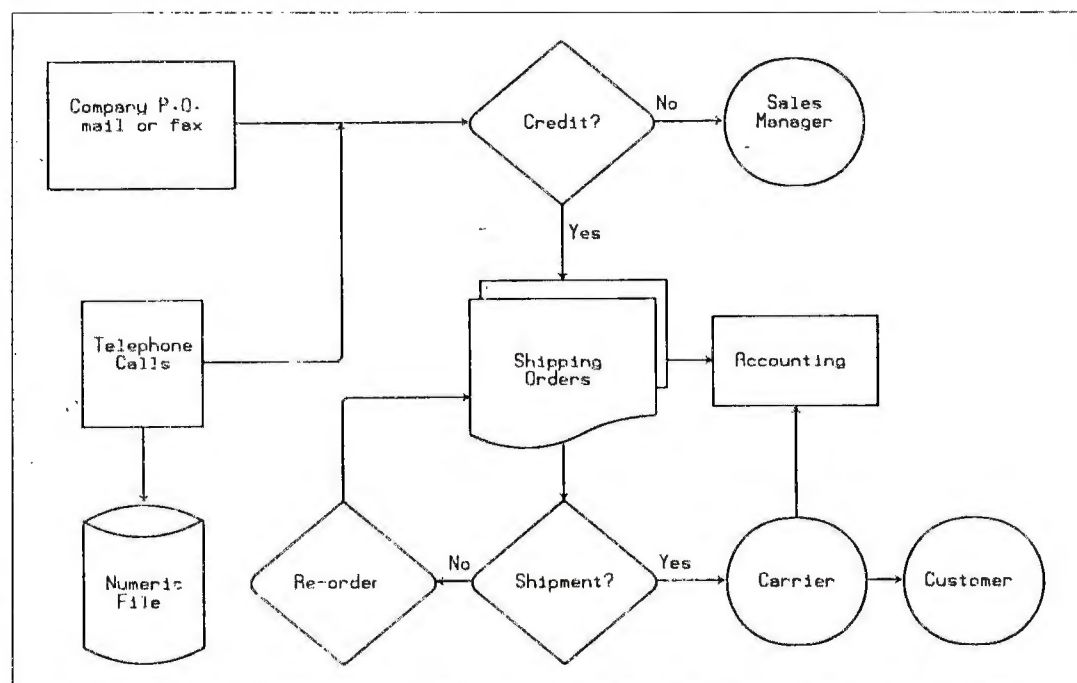 Company P.O.
mail or fax
Credit?
No
Sales
Manager
Yes
Telephone
Calls
Shipping
Orders
Accounting
Numeric
File
Re-order
No
Shipment?
Yes
Carrier
Customer